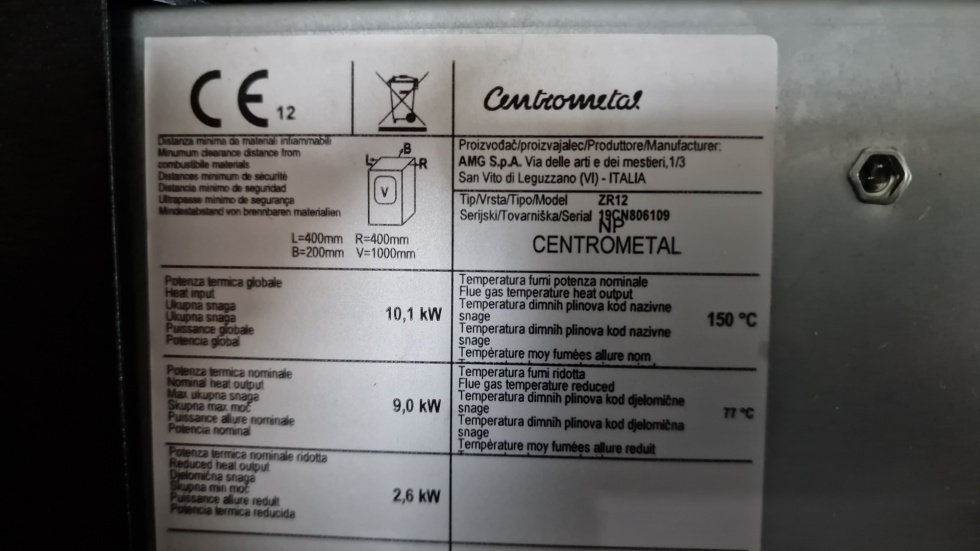 CE 12
Centrometal
Distanza minima da materiali infiammabili
Minumum clearance distance from
combustibile materials
Distances minimum de sécurité
Distancia minimo de seguridad
Ultrapasse minimo de segurança
Mindestabstand von brennbaren materialien
B
L
R
V
L=400mm R=400mm
B=200mm V=1000mm
Proizvođač/proizvajalec/Produttore/Manufacturer:
AMG S.p.A. Via delle arti e dei mestieri,1/3
San Vito di Leguzzano (VI) - ITALIA
Tip/Vrsta/Tipo/Model ZR12
Serijski/Tovarniška/Serial 19CN806109
NP
CENTROMETAL
Potenza termica globale
Heat input
Ukupna snaga
Ukupna snaga
Puissance globale
Potencia global
10,1 kW
Temperatura fumi potenza nominale
Flue gas temperature heat output
Temperatura dimnih plinova kod nazivne
snage
Temperatura dimnih plinova kod nazivne
snage
Temperàture moy fumées allure nom
150 °C
Potenza termica nominale
Nominal heat output
Max ukupna snaga
Skupna max moč
Puissance allure nominale
Potencia nominal
9,0 kW
Temperatura fumi ridotta
Flue gas temperature reduced
Temperatura dimnih plinova kod djelomične
snage
Temperatura dimnih plinova kod djelomična
snage
Température moy fumèes allure reduit
77 °C
Potenza termica nominale ridotta
Reduced heat output
Djelomična snaga
Skupna min moč
Puissance allure reduit
Potencia termica reducida
2,6 kW